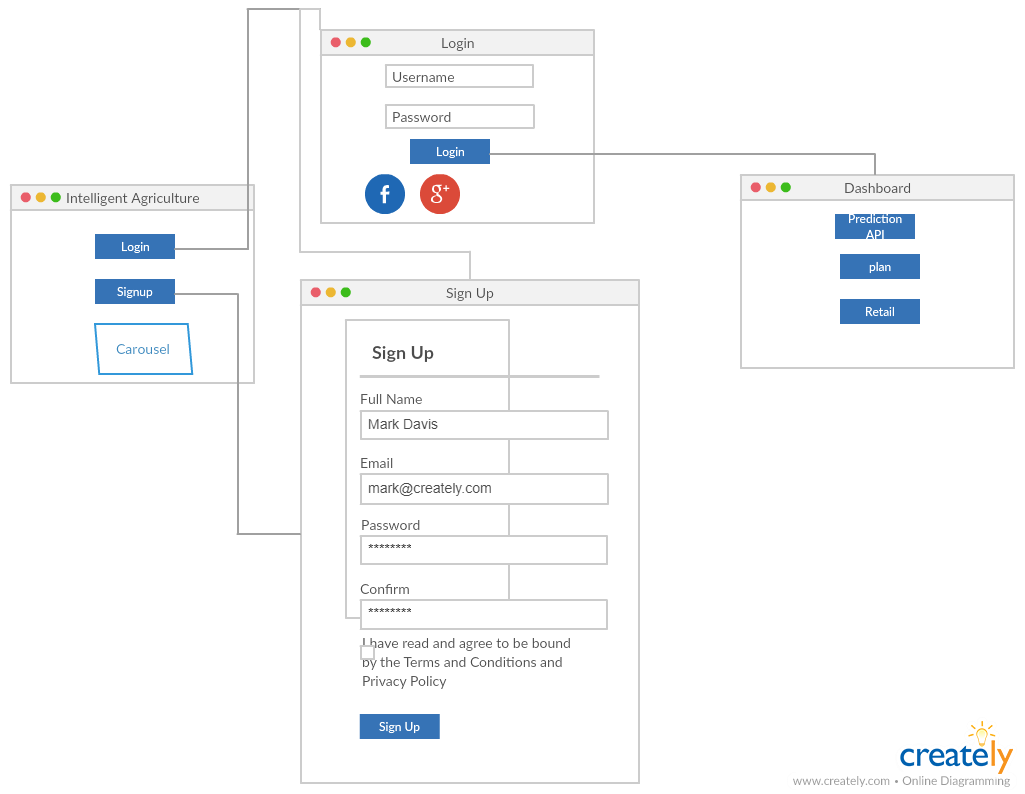 Login
Username
Password
Login
f
g+
Intelligent Agriculture
Login
Signup
Carousel
Dashboard
Prediction
API
plan
Retail
Sign Up
Sign Up
Full Name
Mark Davis
Email
mark@creately.com
Password
********
Confirm
********
I have read and agree to be bound
by the Terms and Conditions and
Privacy Policy
Sign Up
creately
www.creately.com • Online Diagramming